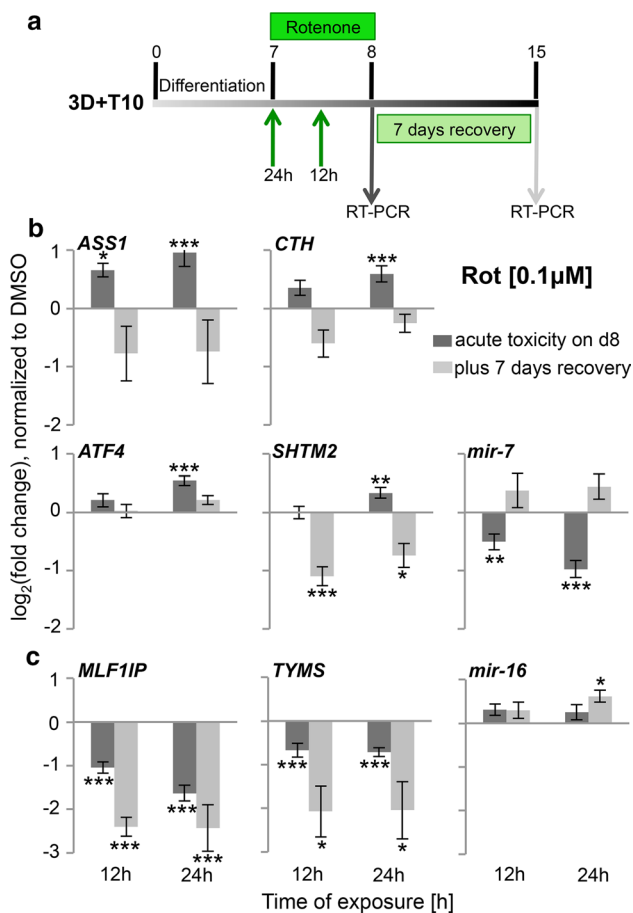 a
Rotenone
0 7 8 15
Differentiation
3D+T10
7 days recovery
24h 12h
RT-PCR RT-PCR
b
ASS1 CTH
Rot [0.1µM]
acute toxicity on d8
plus 7 days recovery
* *** ***
1
0
-1
-2
log2(fold change), normalized to DMSO
ATF4 SHTM2 mir-7
*** ** *** * ** ***
1
0
-1
-2
c
MLF1IP TYMS mir-16
*** *** *** *** *** * *** * *
1
0
-1
-2
-3
12h 24h 12h 24h 12h 24h
Time of exposure [h]